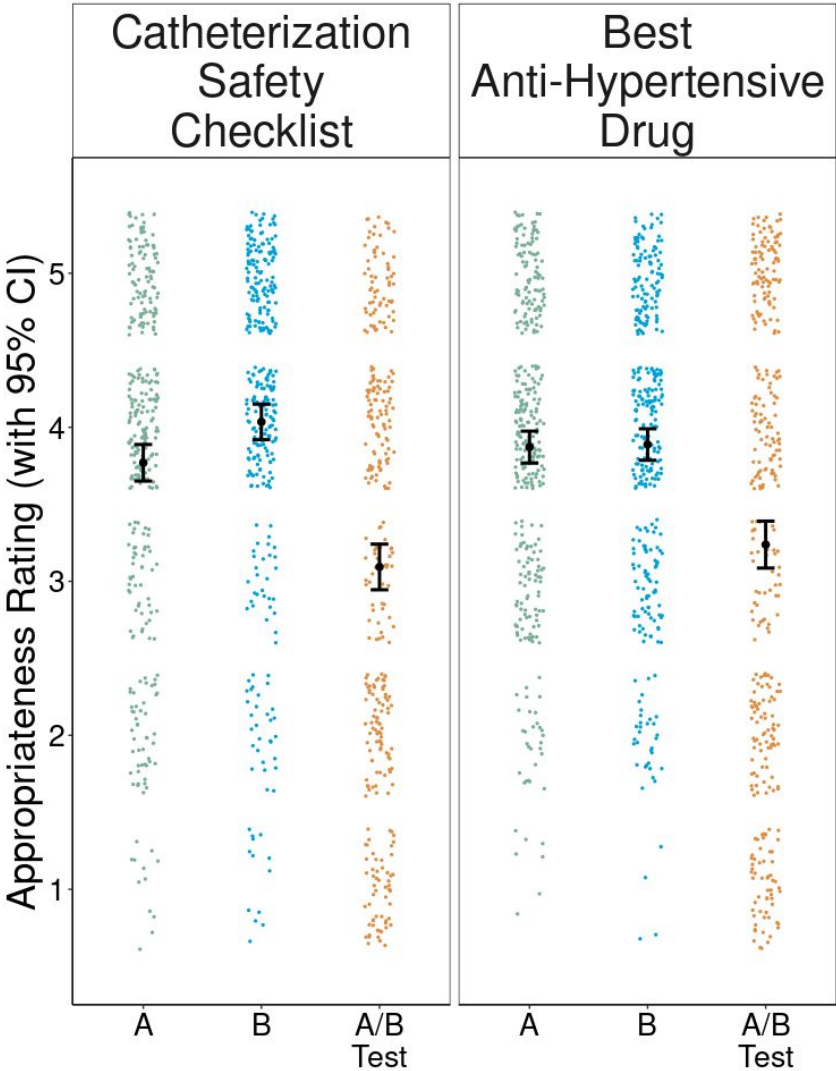 Catheterization
Safety
Checklist
Best
Anti-Hypertensive
Drug
Appropriateness Rating (with 95% CI)
5
4
3
2
1
A
B
A/B
Test
A
B
A/B
Test